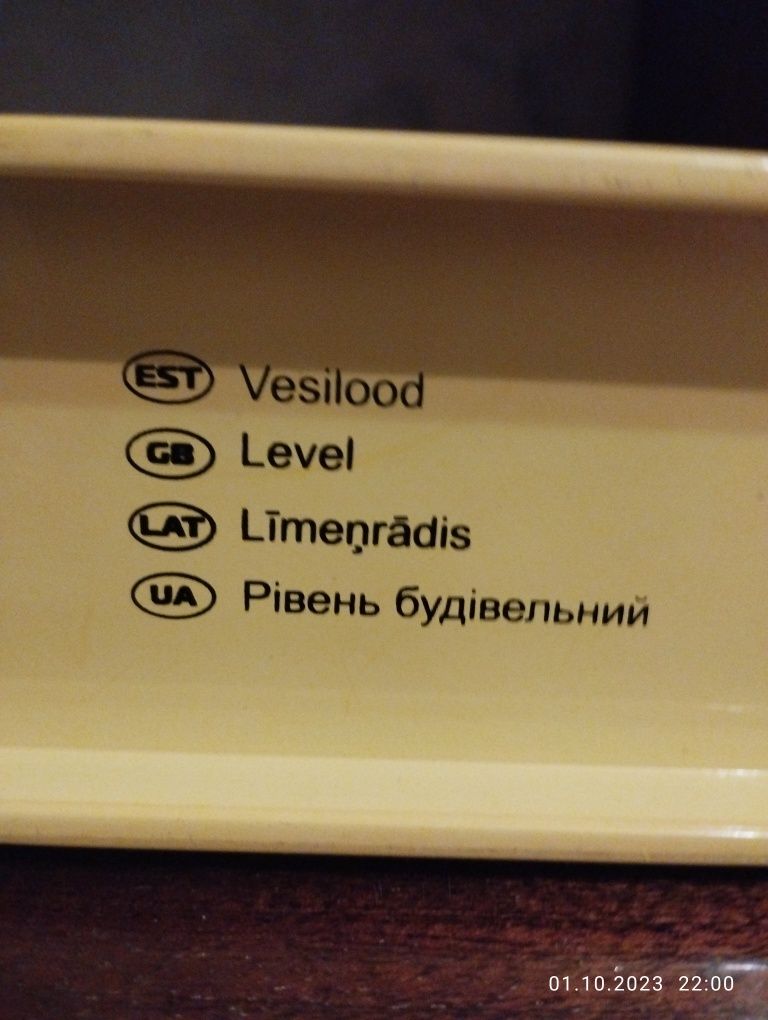 EST Vesilood
GB Level
LAT Līmeņrādis
UA Рівень будівельний
01.10.2023 22:00